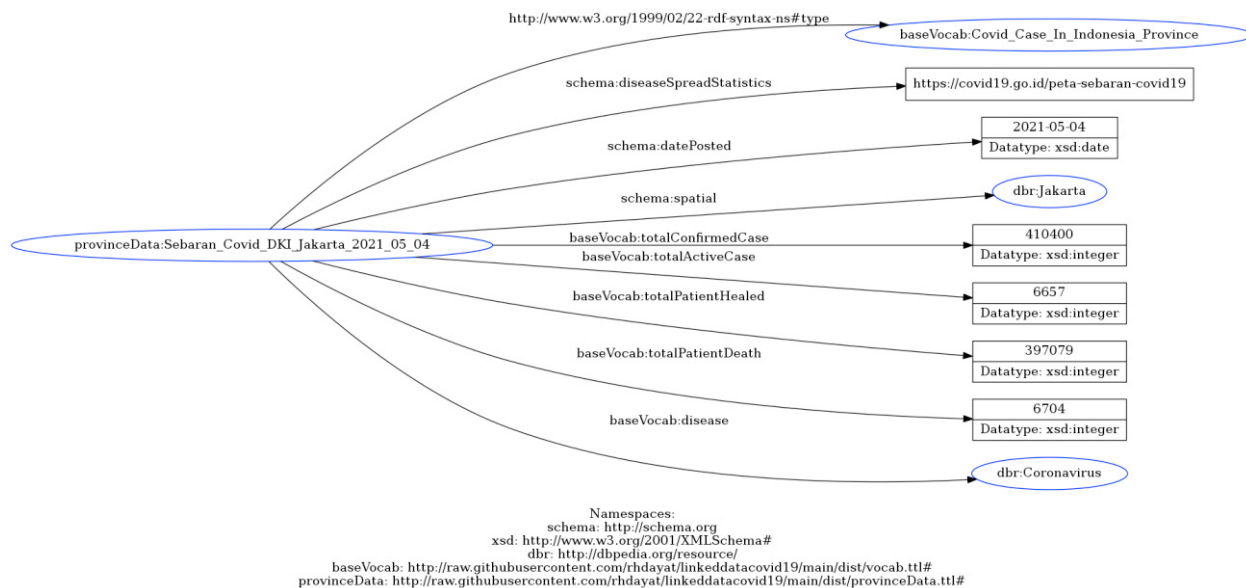 http://www.w3.org/1999/02/22-rdf-syntax-ns#type
baseVocab:Covid_Case_In_Indonesia_Province
schema:diseaseSpreadStatistics
https://covid19.go.id/peta-sebaran-covid19
schema:datePosted
2021-05-04
Datatype: xsd:date
schema:spatial
dbr:Jakarta
provinceData:Sebaran_Covid_DKI_Jakarta_2021_05_04
baseVocab:totalConfirmedCase
410400
Datatype: xsd:integer
baseVocab:totalActiveCase
6657
Datatype: xsd:integer
baseVocab:totalPatientHealed
397079
Datatype: xsd:integer
baseVocab:totalPatientDeath
6704
Datatype: xsd:integer
baseVocab:disease
dbr:Coronavirus
Namespaces:
schema: http://schema.org
xsd: http://www.w3.org/2001/XMLSchema#
dbr: http://dbpedia.org/resource/
baseVocab: http://raw.githubusercontent.com/rhdayat/linkeddatacovid19/main/dist/vocab.ttl#
provinceData: http://raw.githubusercontent.com/rhdayat/linkeddatacovid19/main/dist/provinceData.ttl#